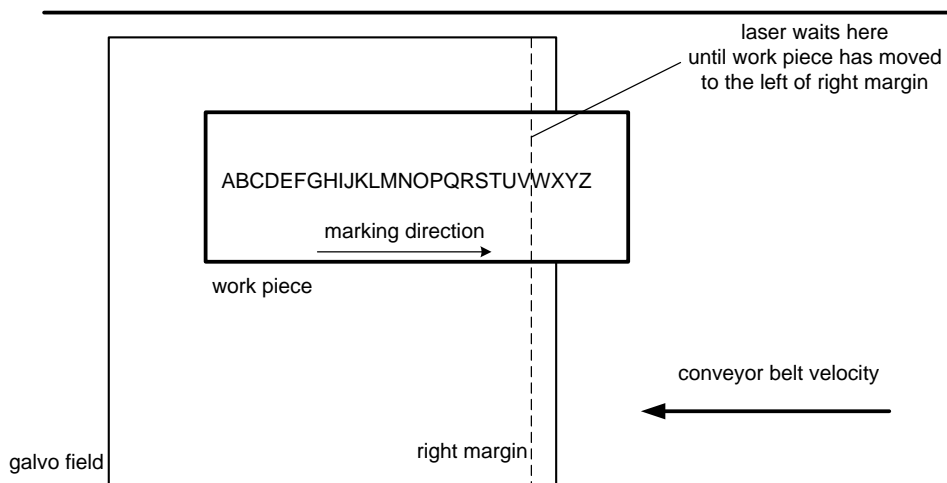 laser waits here
until work piece has moved
to the left of right margin
ABCDEFGHIJKLMNOPQRSTUVWXYZ
marking direction
work piece
conveyor belt velocity
right margin
galvo field